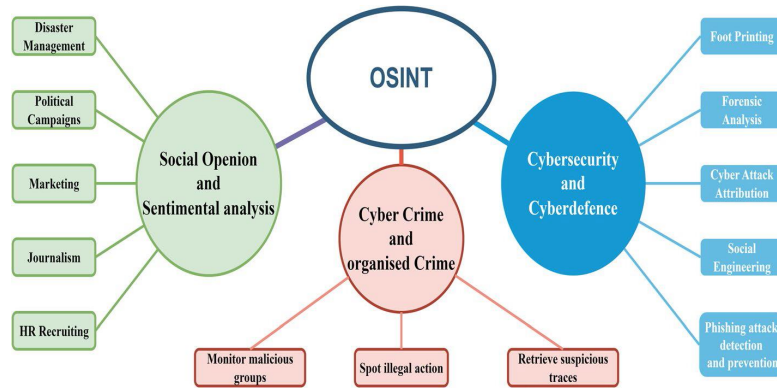 OSINT
Social Openion
and
Sentimental analysis
Disaster
Management
Political
Campaigns
Marketing
Journalism
HR Recruiting
Cyber Crime
and
organised Crime
Monitor malicious
groups
Spot illegal action
Retrieve suspicious
traces
Cybersecurity
and
Cyberdefence
Foot Printing
Forensic
Analysis
Cyber Attack
Attribution
Social
Engineering
Phishing attack
detection
and prevention